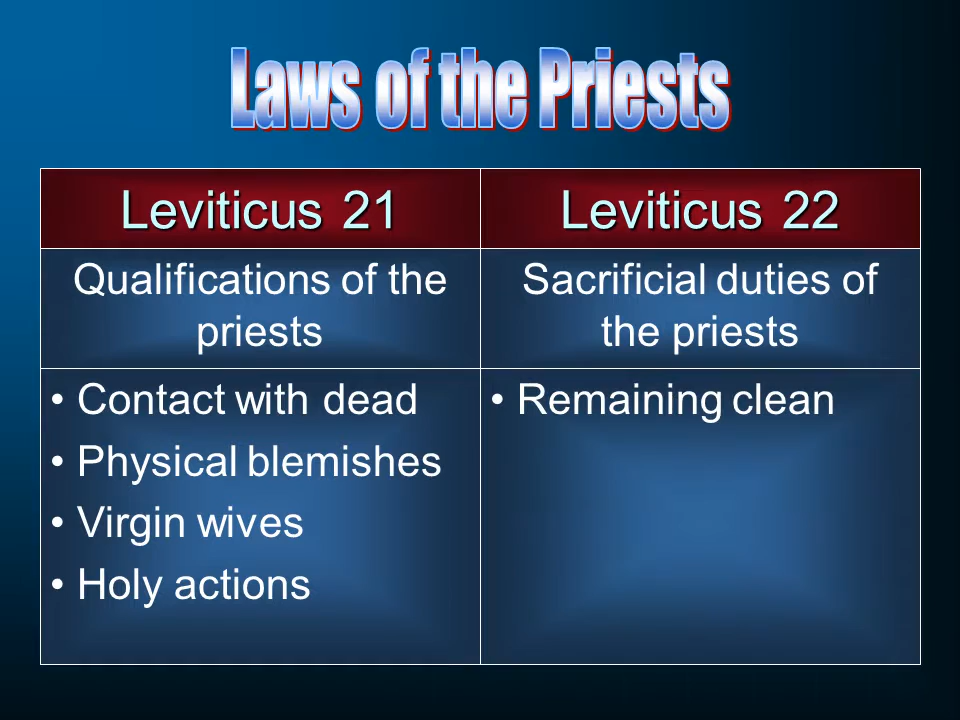 Laws of the Priests
Leviticus 21
Leviticus 22
Qualifications of the
priests
Sacrificial duties of
the priests
• Contact with dead
• Physical blemishes
• Virgin wives
• Holy actions
• Remaining clean